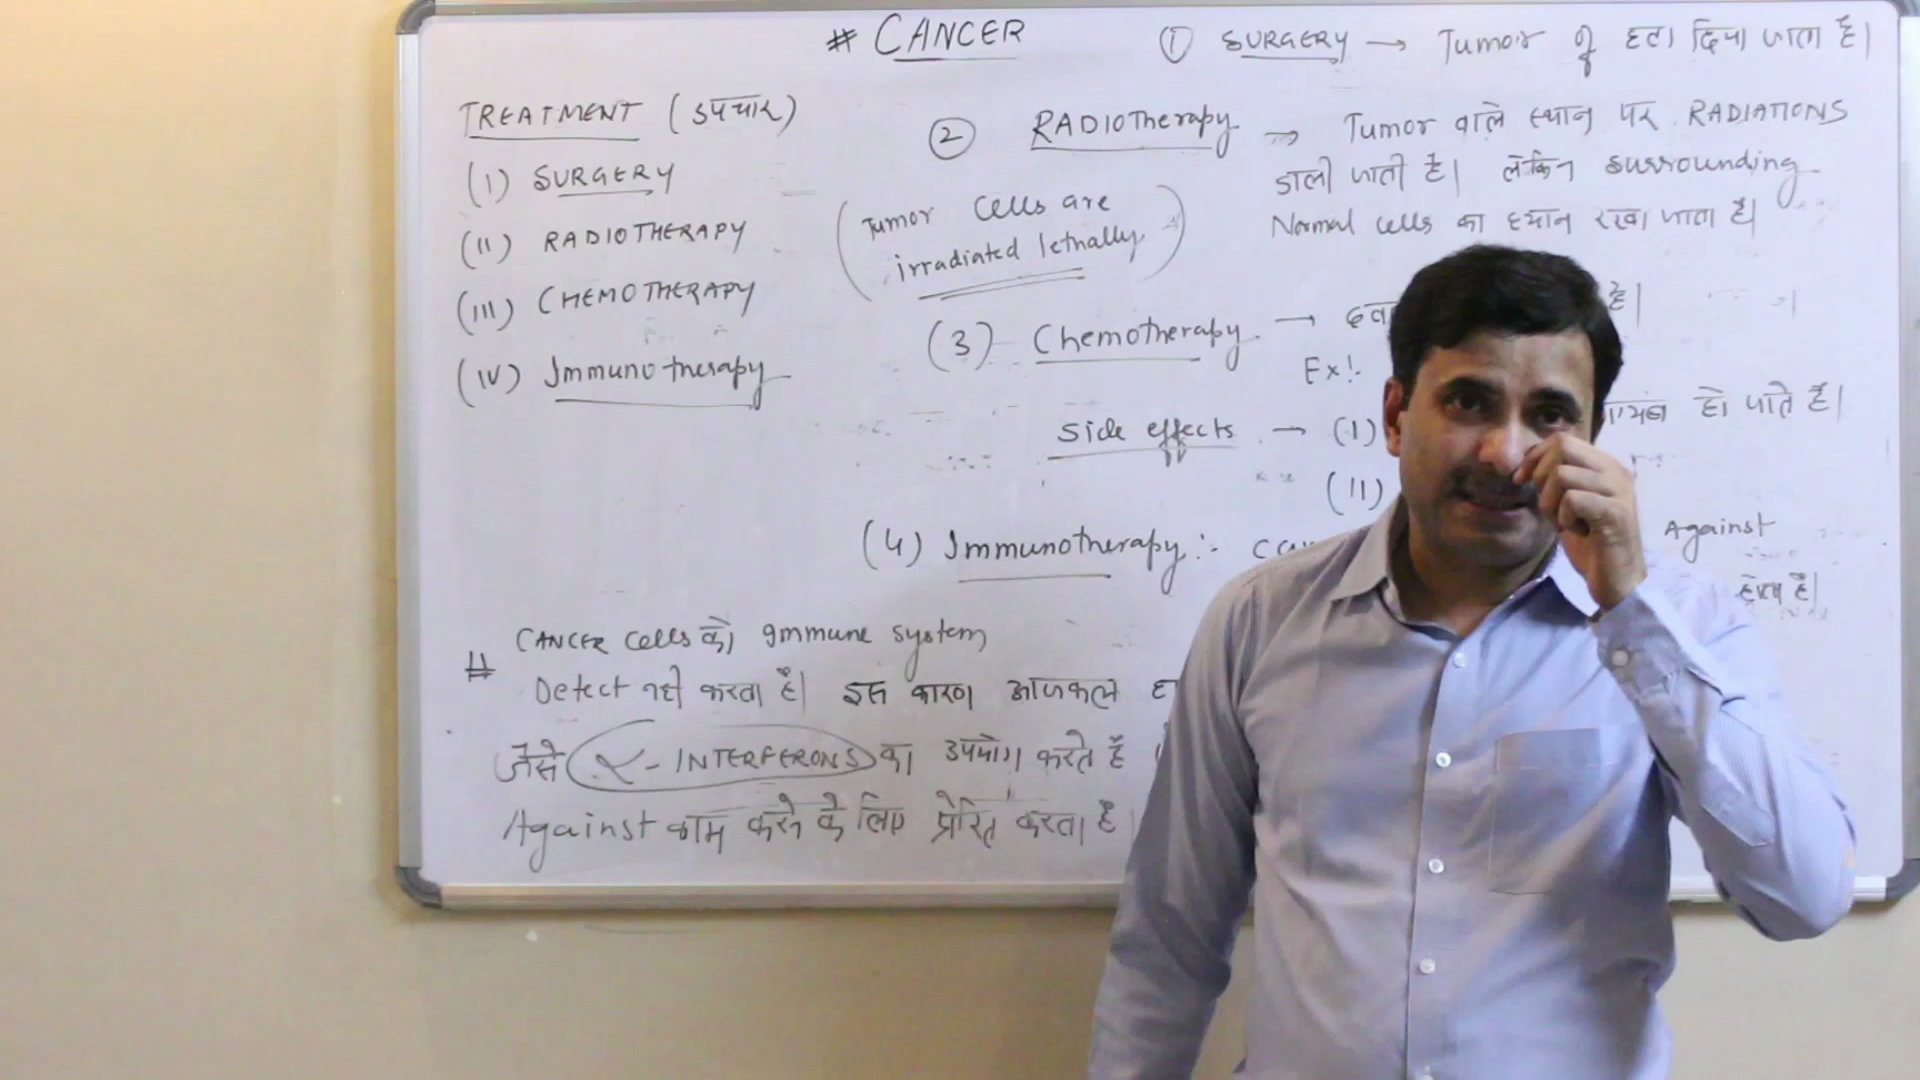 # CANCER
① SURGERY → Tumor को हटा दिया जाता है।
TREATMENT (उपचार)
(I) SURGERY
(II) RADIOTHERAPY
(III) CHEMOTHERAPY
(IV) Immunotherapy
② RADIOTherapy → Tumor वाले स्थान पर RADIATIONS
डाली जाती है। लेकिन surrounding
Normal cells का ध्यान रखा जाता है।
(Tumor cells are
irradiated lethally)
(3) Chemotherapy →
है।
Ex:
Side effects → (I)
हो जाते हैं।
(II)
(4) Immunotherapy :-
Against
है।
# CANCER cells को Immune system
Detect नही करता है। इस कारण आजकल
जैसे α- INTERFERONS का उपयोग करते हैं
Against काम करने के लिए प्रेरित करता है।